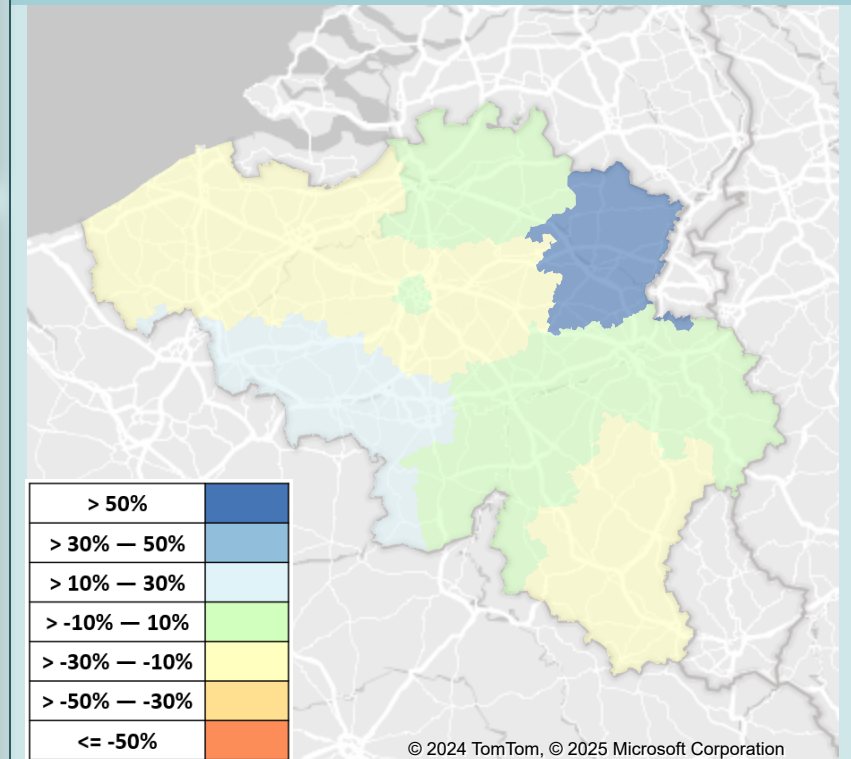 > 50%
> 30% — 50%
> 10% — 30%
> -10% — 10%
> -30% — -10%
> -50% — -30%
<= -50%
© 2024 TomTom, © 2025 Microsoft Corporation